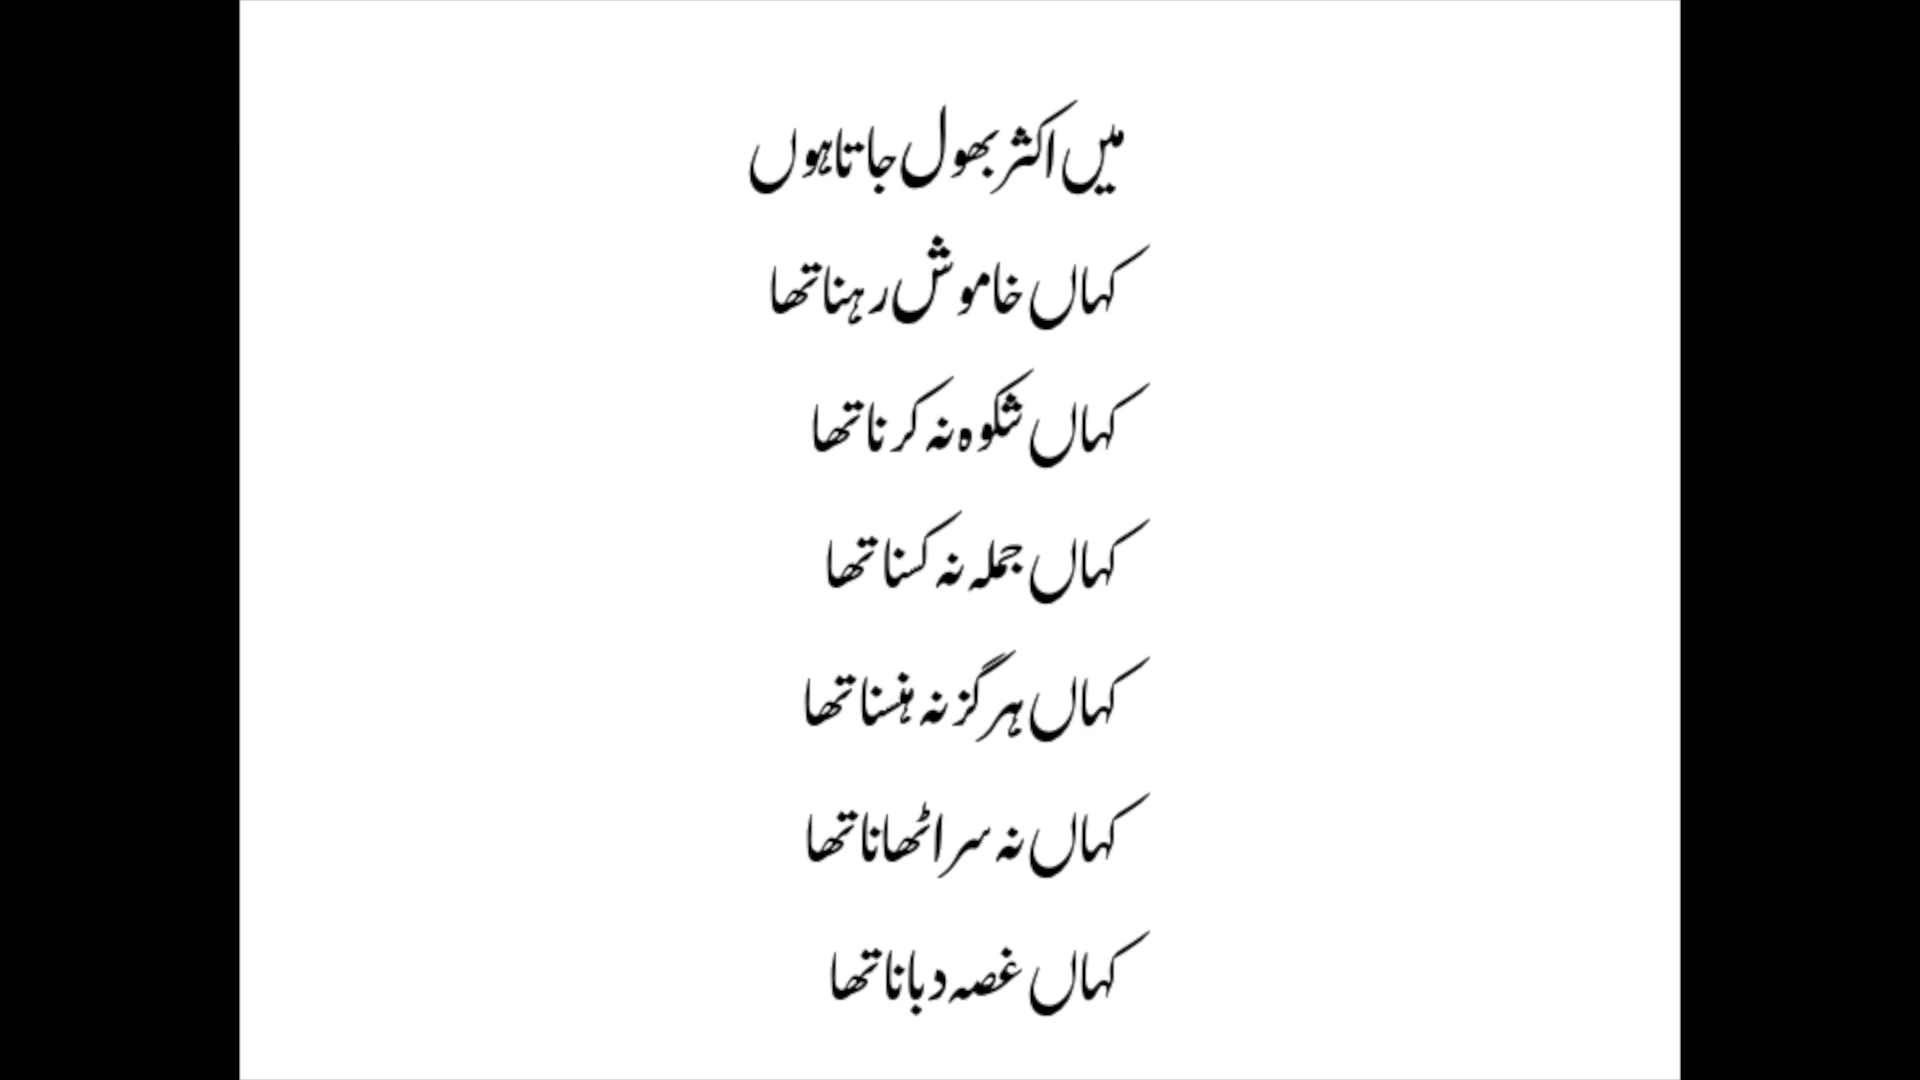 میں اکثر بھول جاتا ہوں
کہاں خاموش رہنا تھا
کہاں شکوہ نہ کرنا تھا
کہاں جملہ نہ کسنا تھا
کہاں ہرگز نہ ہنسنا تھا
کہاں نہ سر اٹھانا تھا
کہاں غصہ دبانا تھا